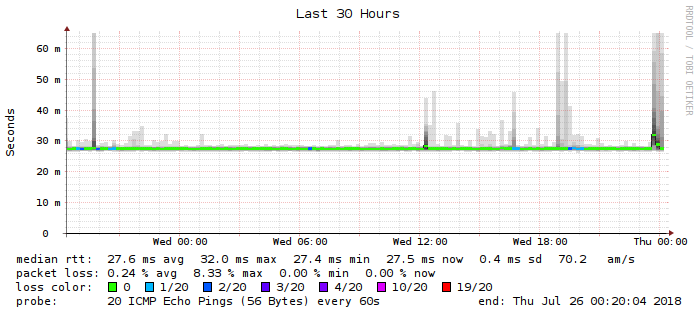 Last 30 Hours
RRDTOOL / TOBI OETIKER
Seconds
60 m
50 m
40 m
30 m
20 m
10 m
0
Wed 00:00 Wed 06:00 Wed 12:00 Wed 18:00 Thu 00:00
median rtt: 27.6 ms avg 32.0 ms max 27.4 ms min 27.5 ms now 0.4 ms sd 70.2 am/s
packet loss: 0.24 % avg 8.33 % max 0.00 % min 0.00 % now
loss color: 0 1/20 2/20 3/20 4/20 10/20 19/20
probe: 20 ICMP Echo Pings (56 Bytes) every 60s end: Thu Jul 26 00:20:04 2018